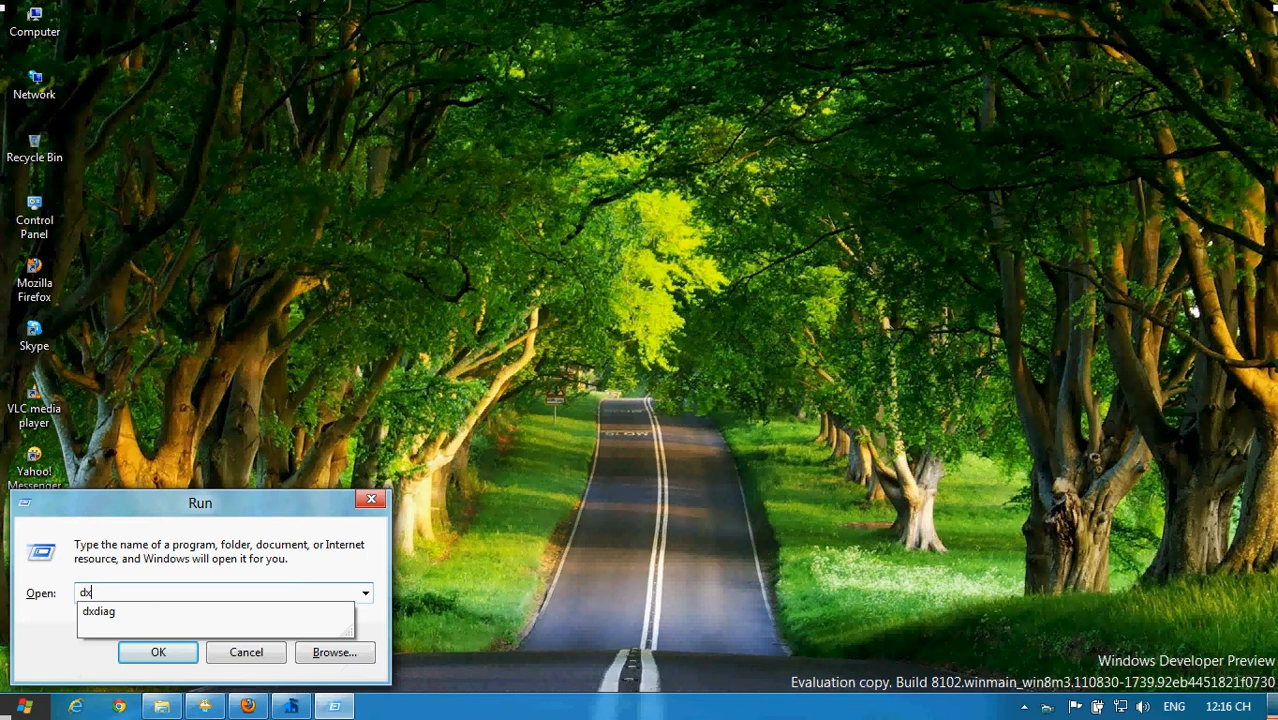 Computer
Network
Recycle Bin
Control
Panel
Mozilla
Firefox
Skype
VLC media
player
Yahoo!
Messenger
SLOW
Run
Type the name of a program, folder, document, or Internet
resource, and Windows will open it for you.
Open:
dx
dxdiag
OK
Cancel
Browse...
Windows Developer Preview
Evaluation copy. Build 8102.winmain_win8m3.110830-1739.92eb4451821f0730
ENG
12:16 CH